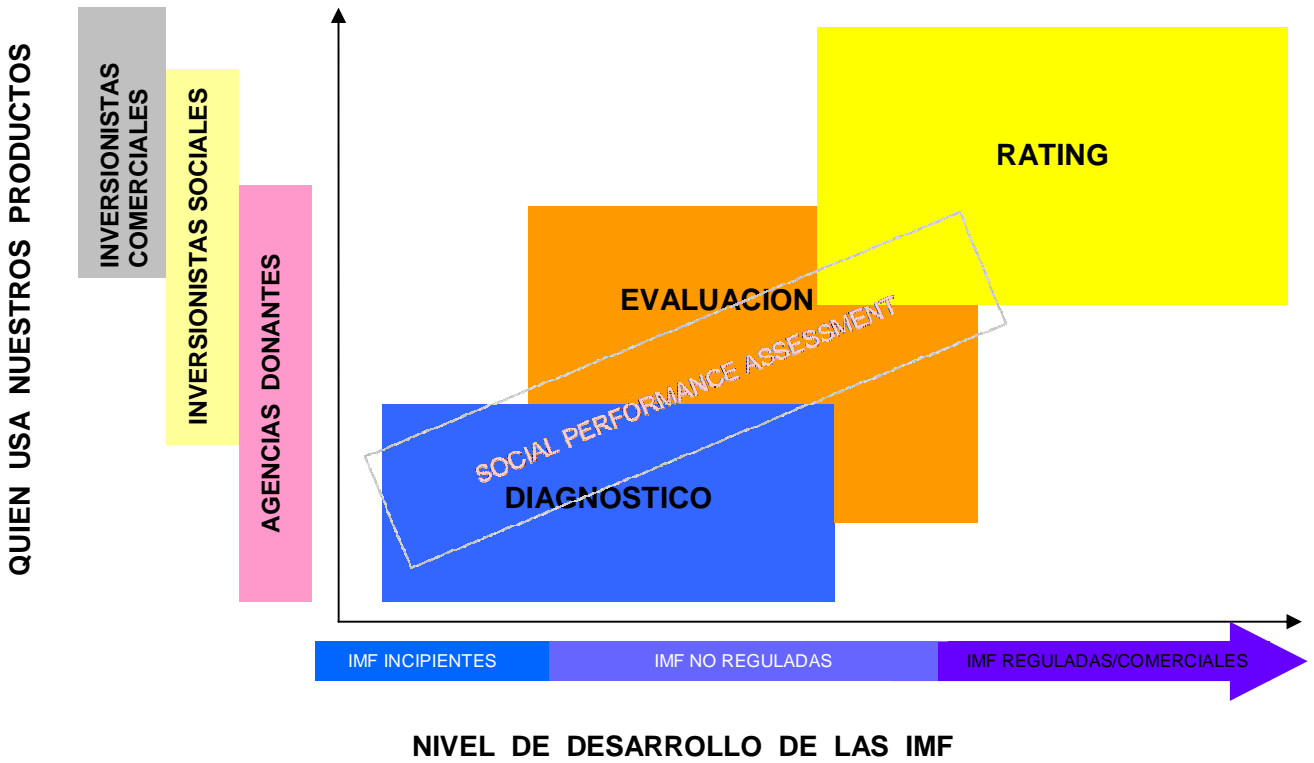 QUIEN USA NUESTROS PRODUCTOS
INVERSIONISTAS
COMERCIALES
INVERSIONISTAS SOCIALES
AGENCIAS DONANTES
RATING
EVALUACION
SOCIAL PERFORMANCE ASSESSMENT
DIAGNOSTICO
IMF INCIPIENTES
IMF NO REGULADAS
IMF REGULADAS/COMERCIALES
NIVEL DE DESARROLLO DE LAS IMF